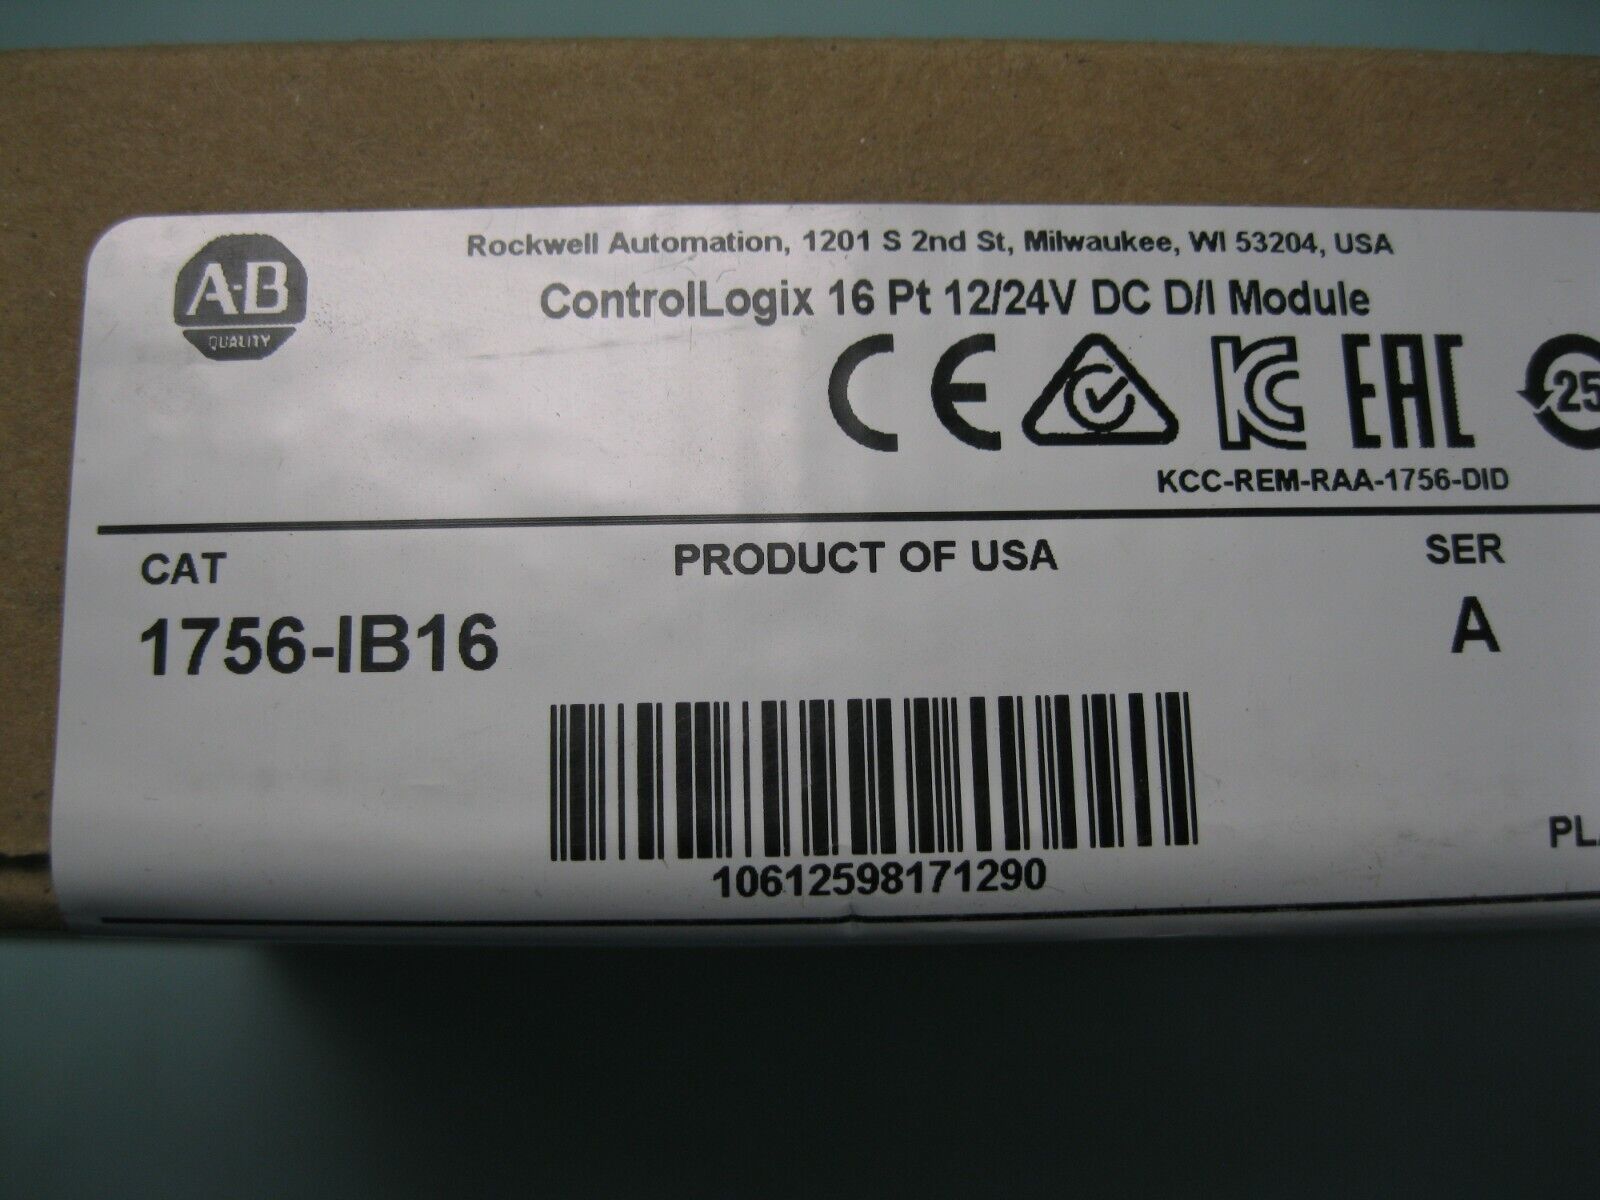 A-B
QUALITY
Rockwell Automation, 1201 S 2nd St, Milwaukee, WI 53204, USA
ControlLogix 16 Pt 12/24V DC D/I Module
CE
KC
EAC
25
KCC-REM-RAA-1756-DID
CAT
PRODUCT OF USA
SER
1756-IB16
A
10612598171290